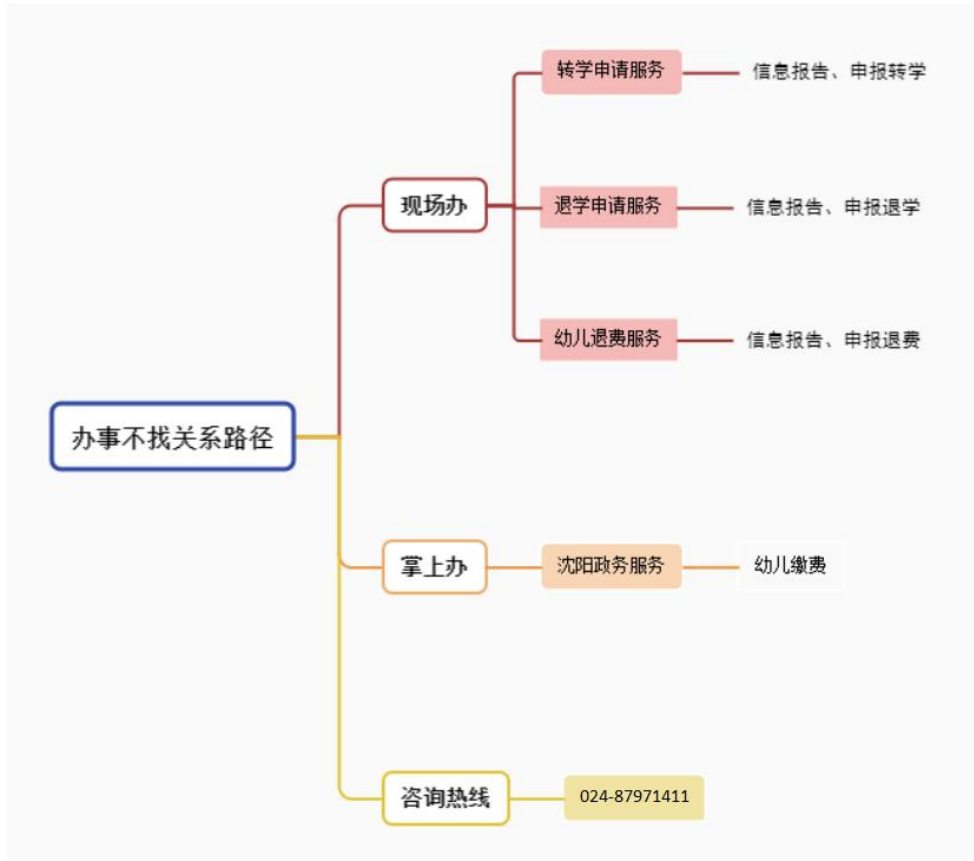 转学申请服务
信息报告、申报转学
现场办
退学申请服务
信息报告、申报退学
幼儿退费服务
信息报告、申报退费
办事不找关系路径
掌上办
沈阳政务服务
幼儿缴费
咨询热线
024-87971411